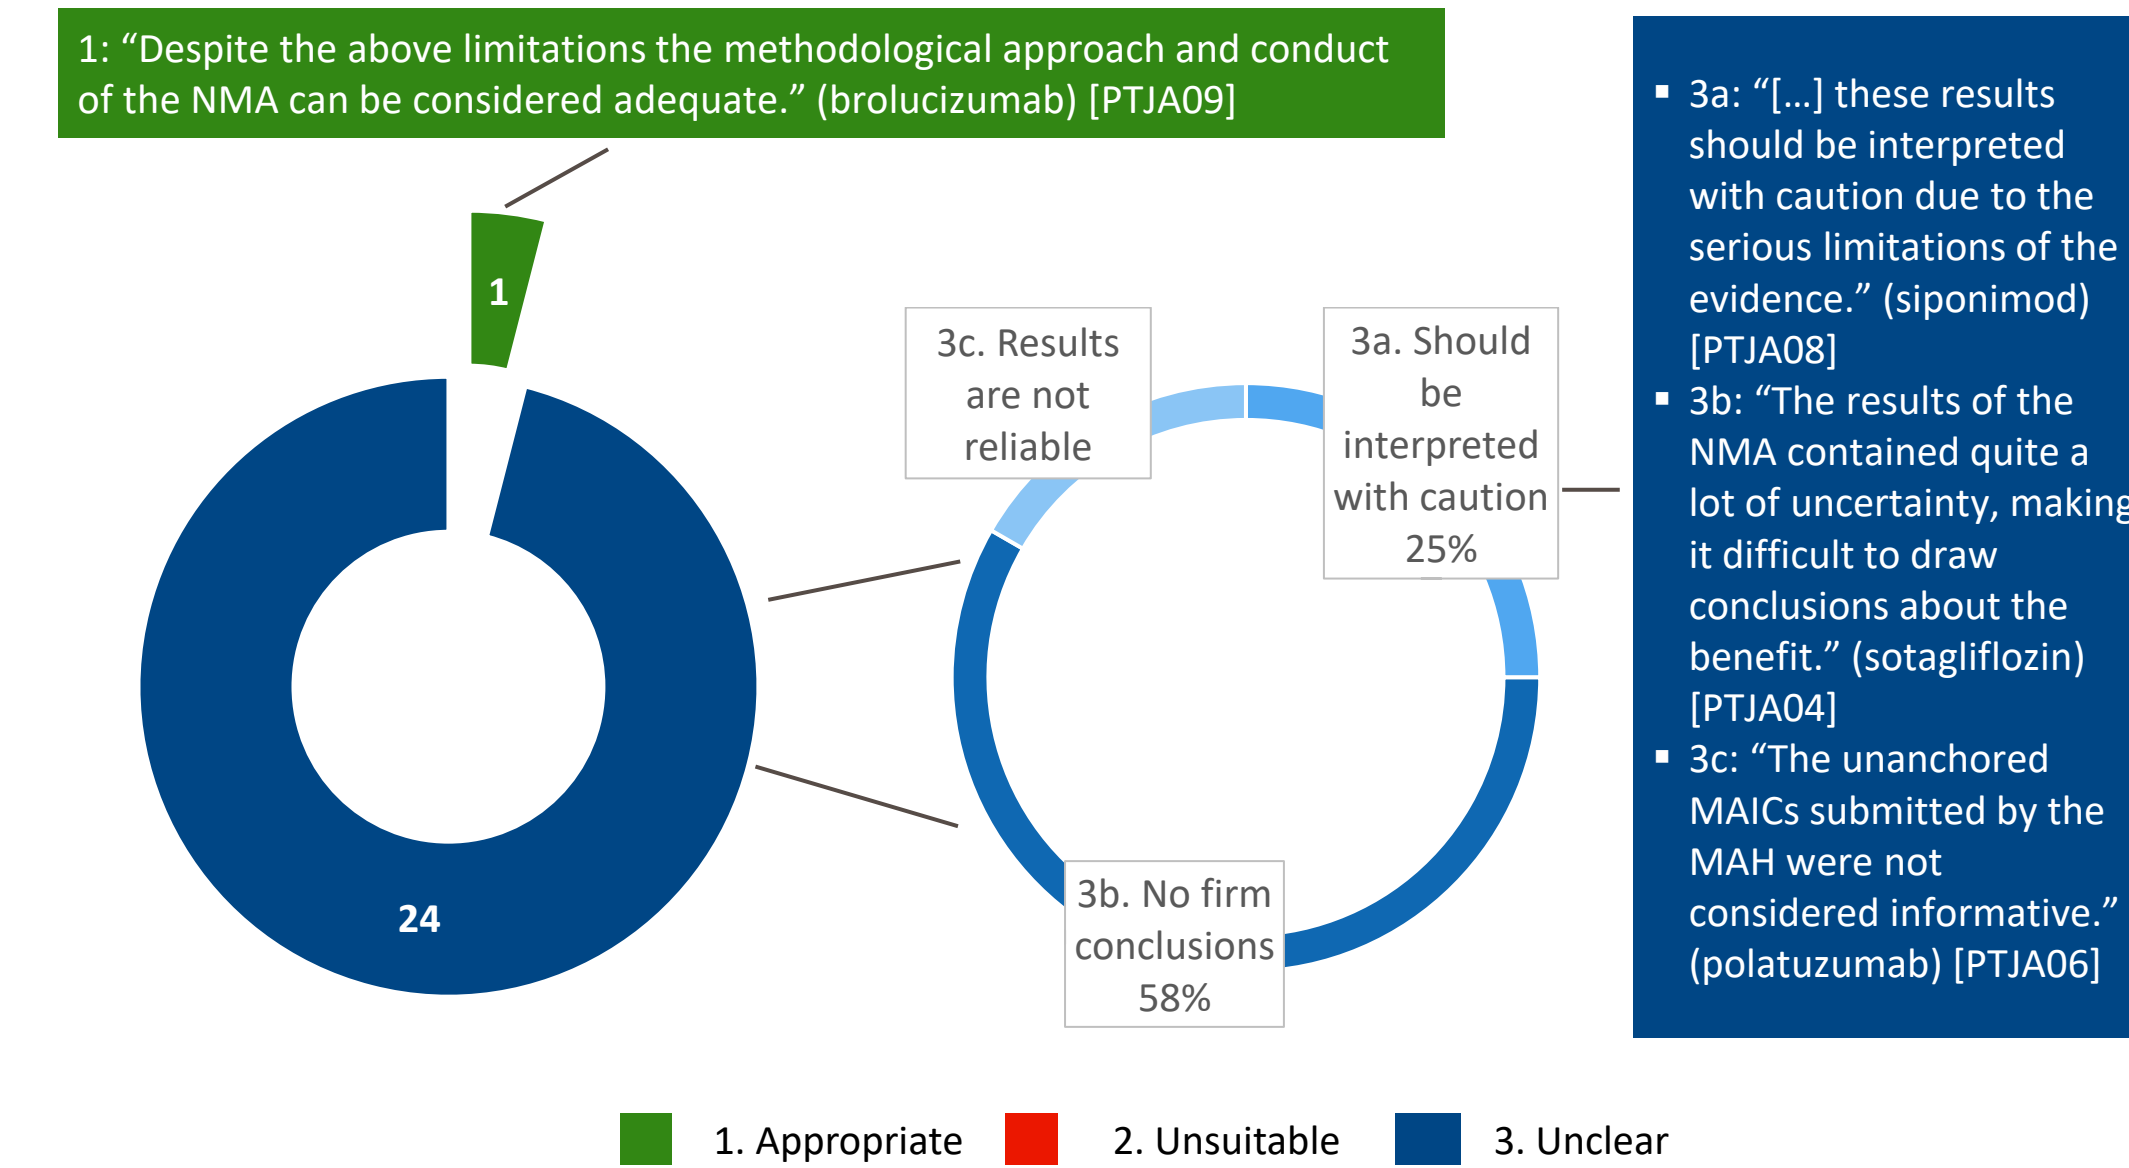 1: “Despite the above limitations the methodological approach and conduct
of the NMA can be considered adequate.” (brolucizumab) [PTJA09]
1
24
3c. Results
are not
reliable
3a. Should
be
interpreted
with caution
25%
3b. No firm
conclusions
58%
▪ 3a: “[…] these results
should be interpreted
with caution due to the
serious limitations of the
evidence.” (siponimod)
[PTJA08]
▪ 3b: “The results of the
NMA contained quite a
lot of uncertainty, making
it difficult to draw
conclusions about the
benefit.” (sotagliflozin)
[PTJA04]
▪ 3c: “The unanchored
MAICs submitted by the
MAH were not
considered informative.”
(polatuzumab) [PTJA06]
1. Appropriate
2. Unsuitable
3. Unclear